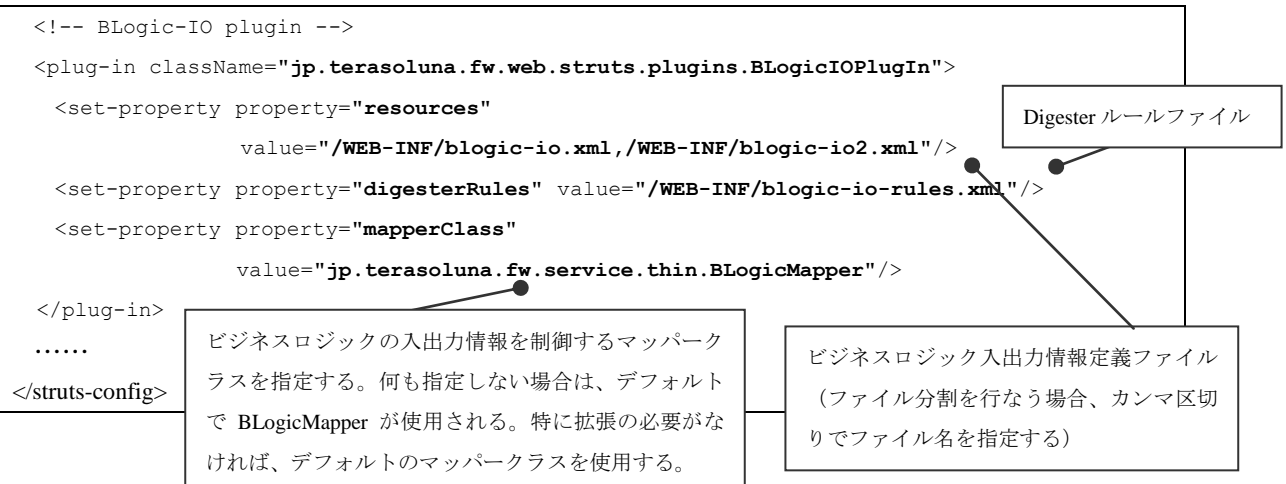 <!-- BLogic-IO plugin -->
<plug-in className="jp.terasoluna.fw.web.struts.plugins.BLogicIOPlugIn">
<set-property property="resources"
value="/WEB-INF/blogic-io.xml,/WEB-INF/blogic-io2.xml"/>
<set-property property="digesterRules" value="/WEB-INF/blogic-io-rules.xml"/>
<set-property property="mapperClass"
value="jp.terasoluna.fw.service.thin.BLogicMapper"/>
</plug-in>
……
</struts-config>
Digester ルールファイル
ビジネスロジックの入出力情報を制御するマッパーク
ラスを指定する。何も指定しない場合は、デフォルト
で BLogicMapper が使用される。特に拡張の必要がな
ければ、デフォルトのマッパークラスを使用する。
ビジネスロジック入出力情報定義ファイル
（ファイル分割を行なう場合、カンマ区切
りでファイル名を指定する）